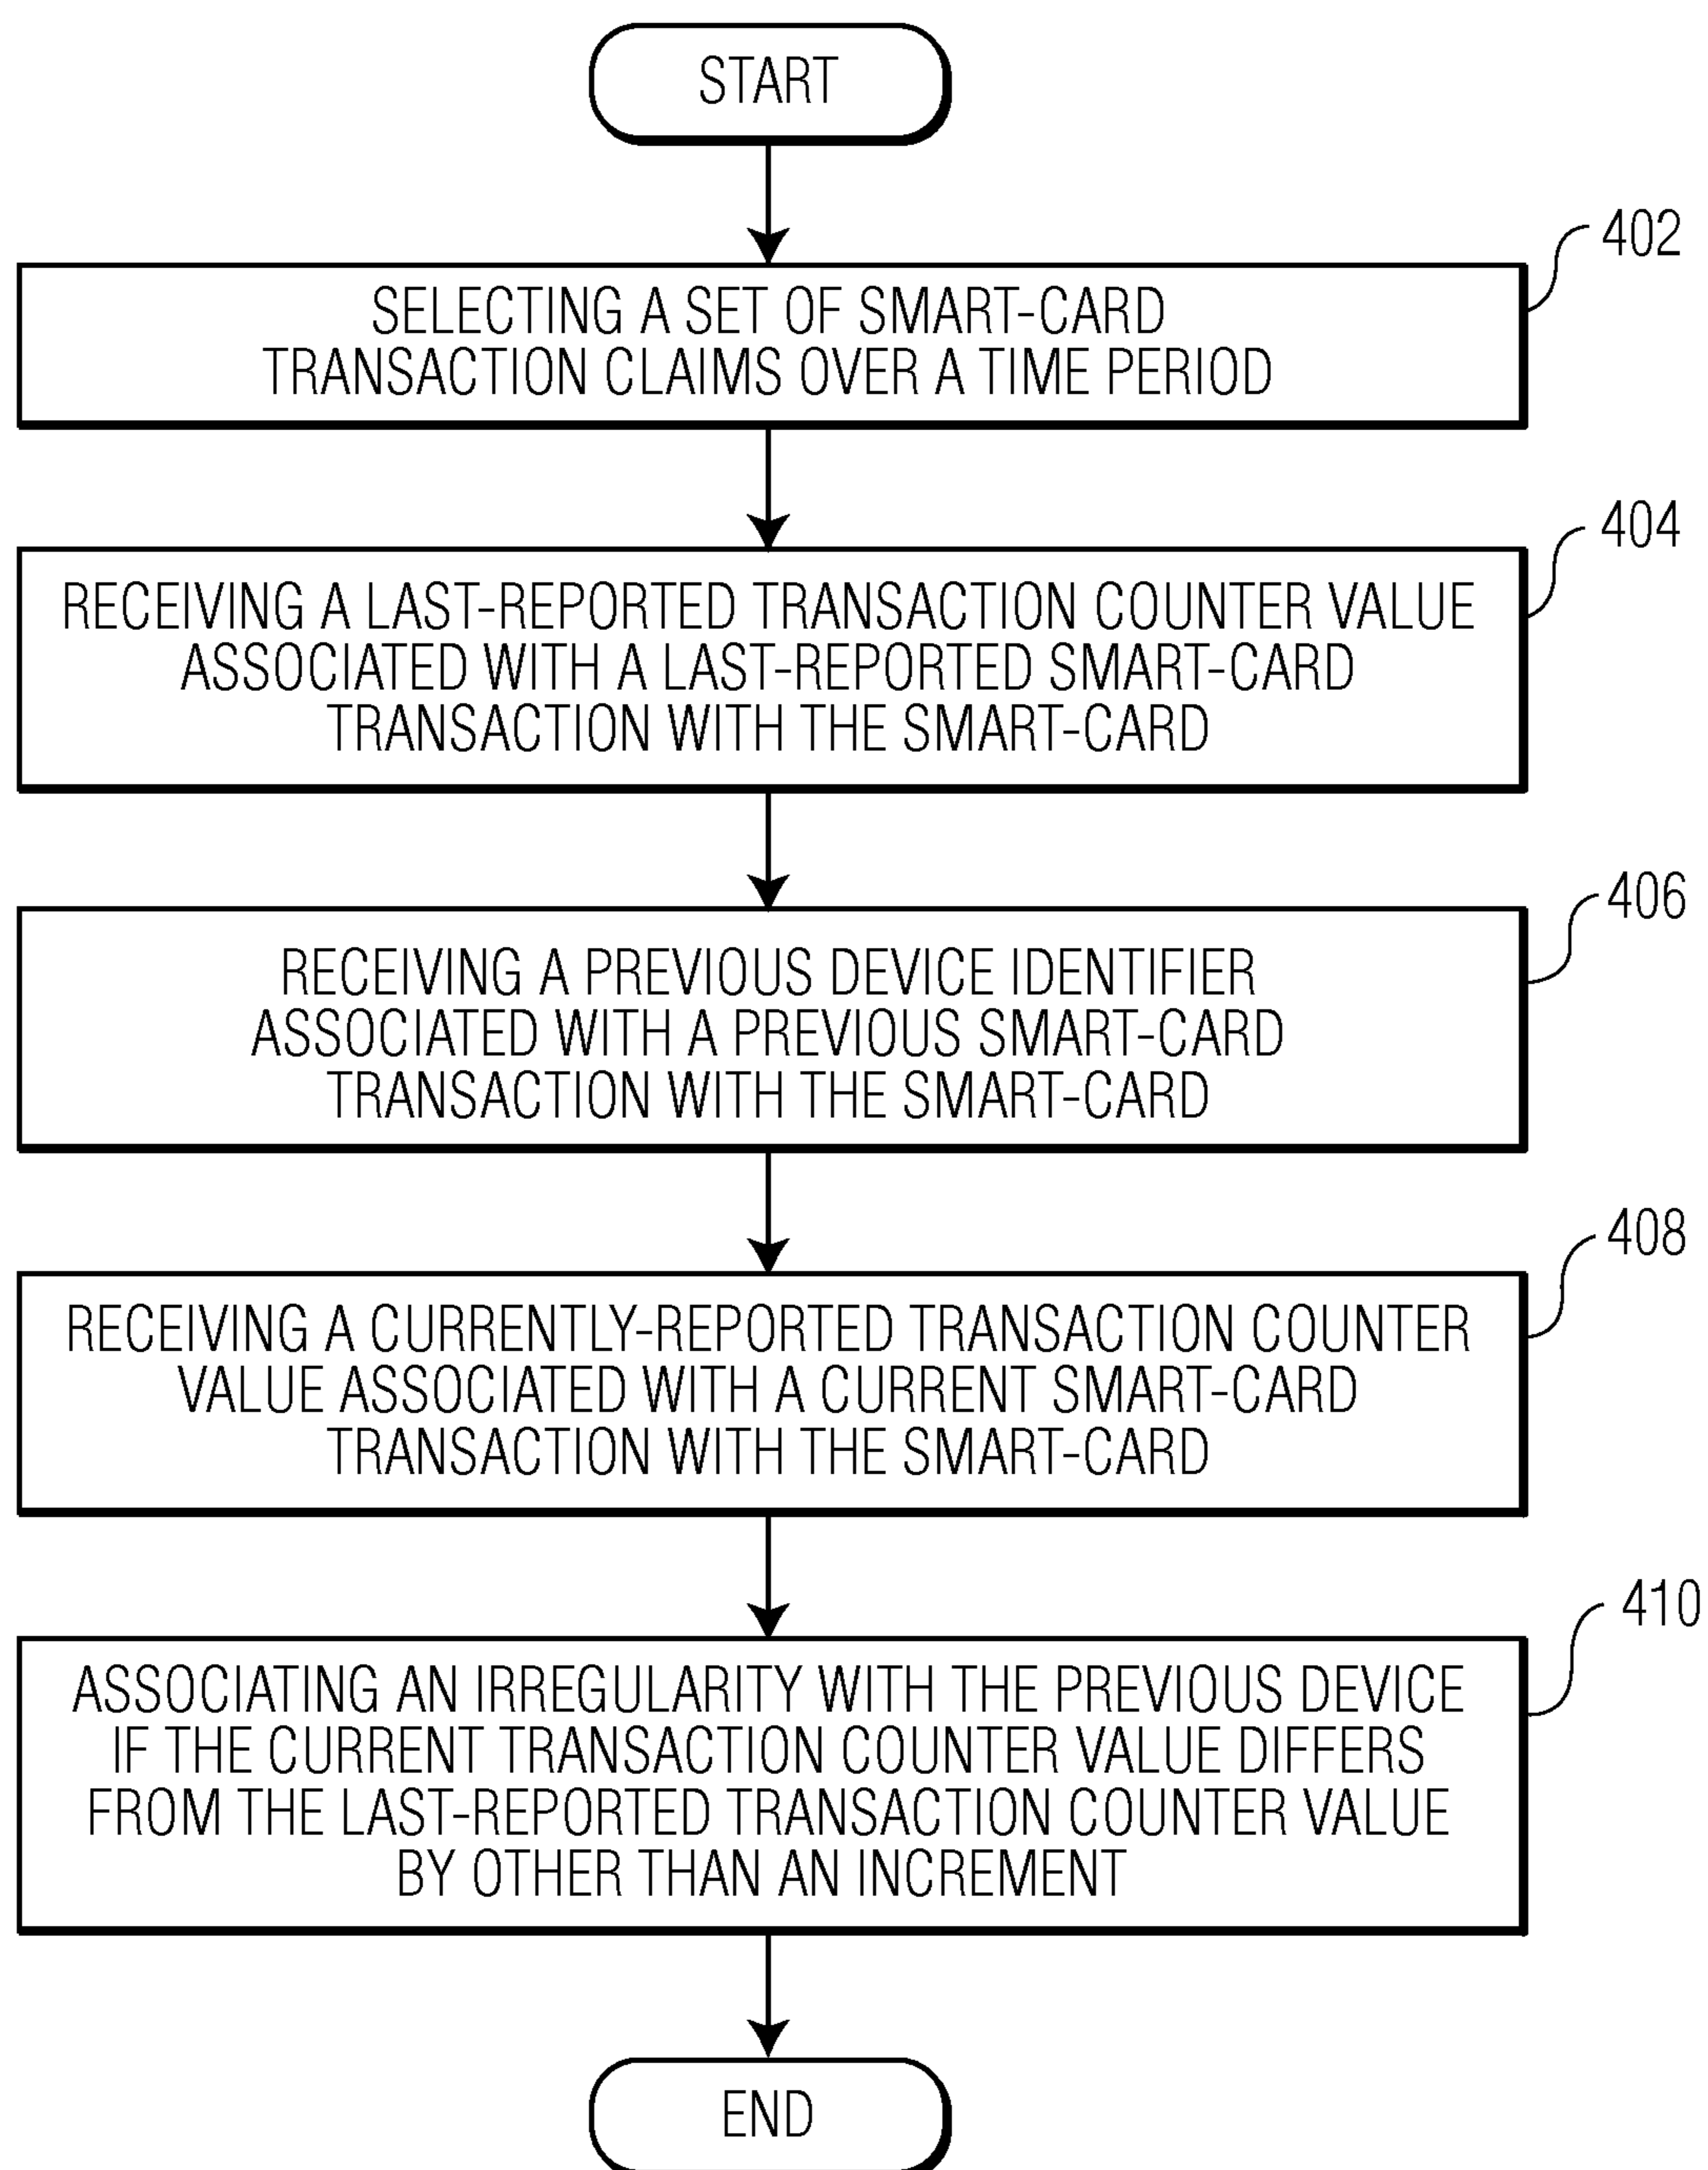 START
402
SELECTING A SET OF SMART-CARD
TRANSACTION CLAIMS OVER A TIME PERIOD
404
RECEIVING A LAST-REPORTED TRANSACTION COUNTER VALUE
ASSOCIATED WITH A LAST-REPORTED SMART-CARD
TRANSACTION WITH THE SMART-CARD
406
RECEIVING A PREVIOUS DEVICE IDENTIFIER
ASSOCIATED WITH A PREVIOUS SMART-CARD
TRANSACTION WITH THE SMART-CARD
408
RECEIVING A CURRENTLY-REPORTED TRANSACTION COUNTER
VALUE ASSOCIATED WITH A CURRENT SMART-CARD
TRANSACTION WITH THE SMART-CARD
410
ASSOCIATING AN IRREGULARITY WITH THE PREVIOUS DEVICE
IF THE CURRENT TRANSACTION COUNTER VALUE DIFFERS
FROM THE LAST-REPORTED TRANSACTION COUNTER VALUE
BY OTHER THAN AN INCREMENT
END